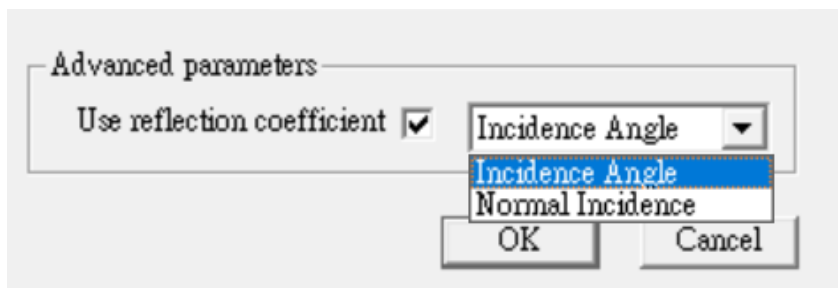 Advanced parameters
Use reflection coefficient Incidence Angle
Incidence Angle
Normal Incidence
OK Cancel